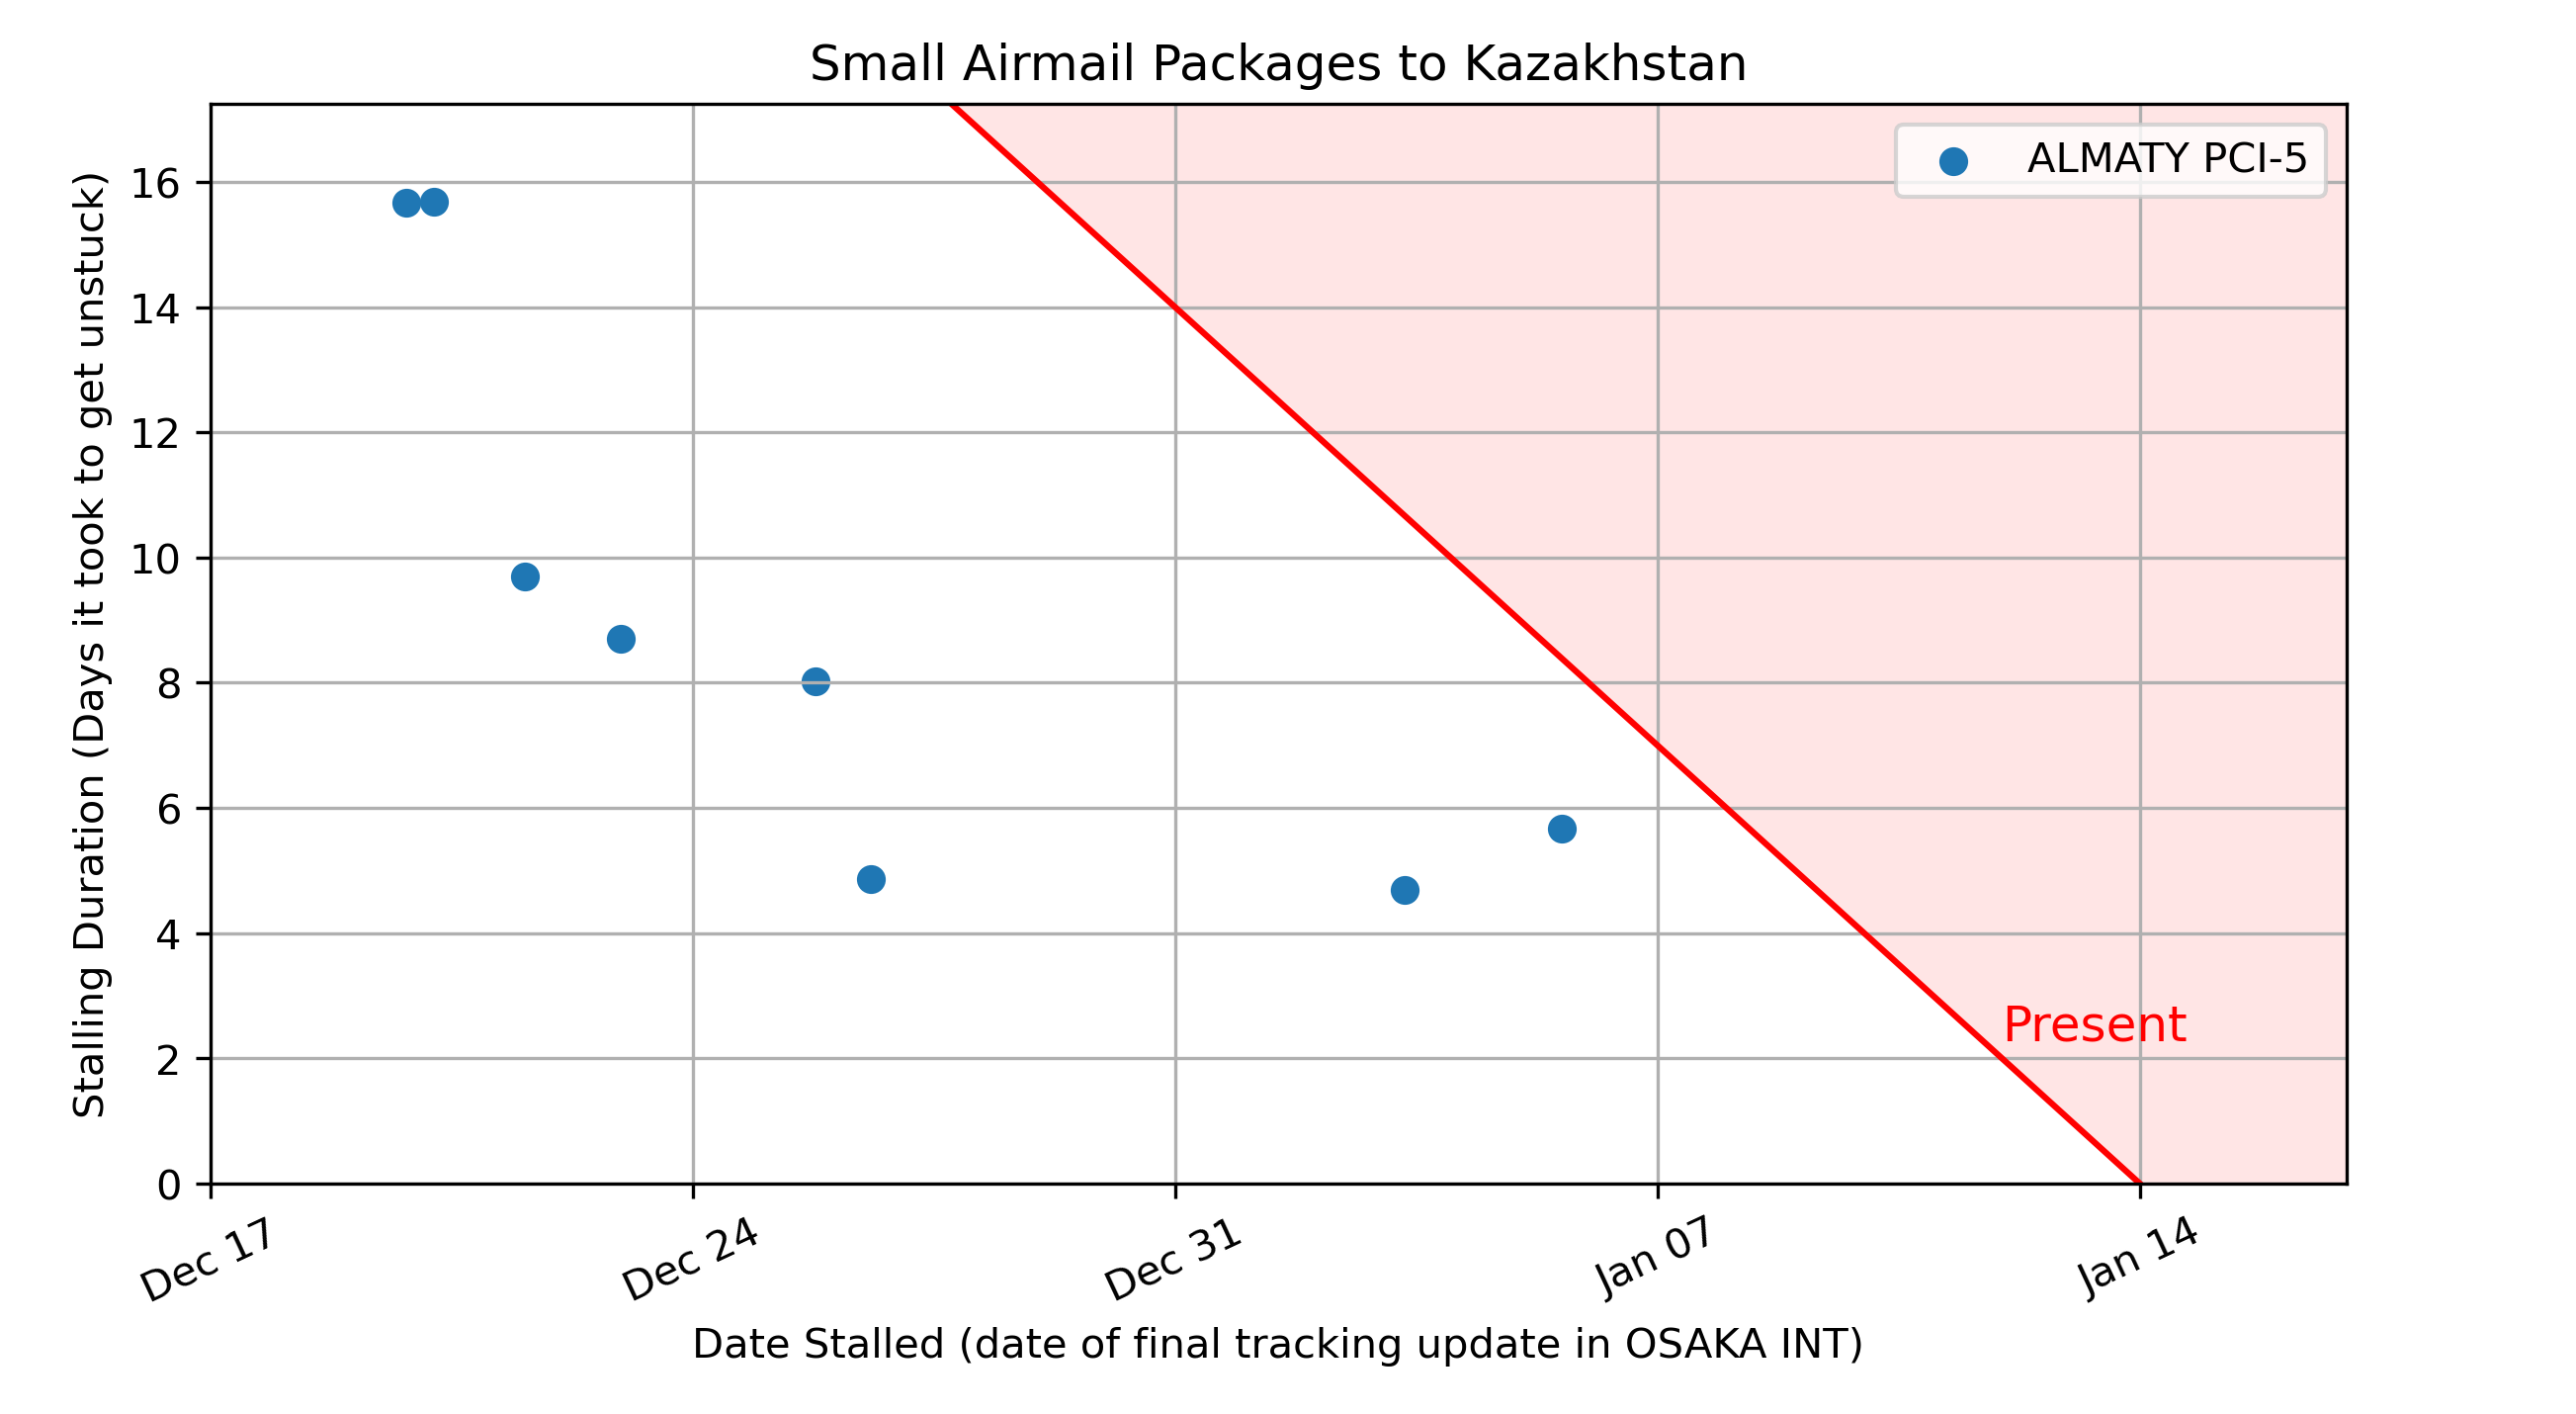 Small Airmail Packages to Kazakhstan
ALMATY PCI-5
Stalling Duration (Days it took to get unstuck)
16
14
12
10
8
6
4
2
0
Present
Dec 17
Dec 24
Dec 31
Jan 07
Jan 14
Date Stalled (date of final tracking update in OSAKA INT)